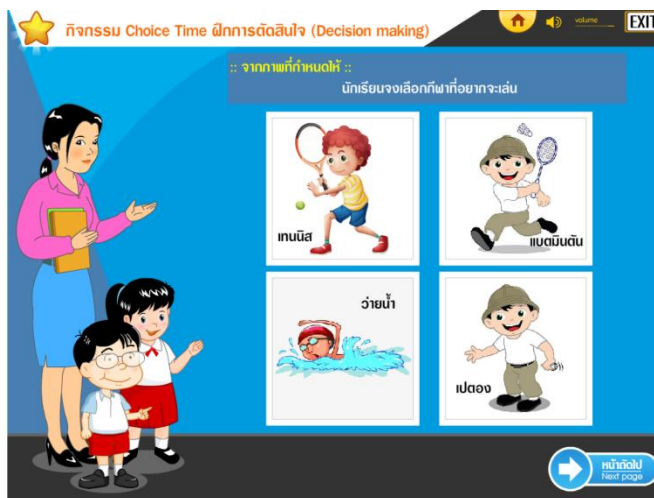 กิจกรรม Choice Time ฝึกการตัดสินใจ (Decision making)
volume
EXIT
:: จากภาพที่กำหนดให้ ::
นักเรียนจงเลือกกีฬาที่อยากจะเล่น
เทนนิส
แบดมินตัน
ว่ายน้ำ
เปตอง
หน้าถัดไป
Next page